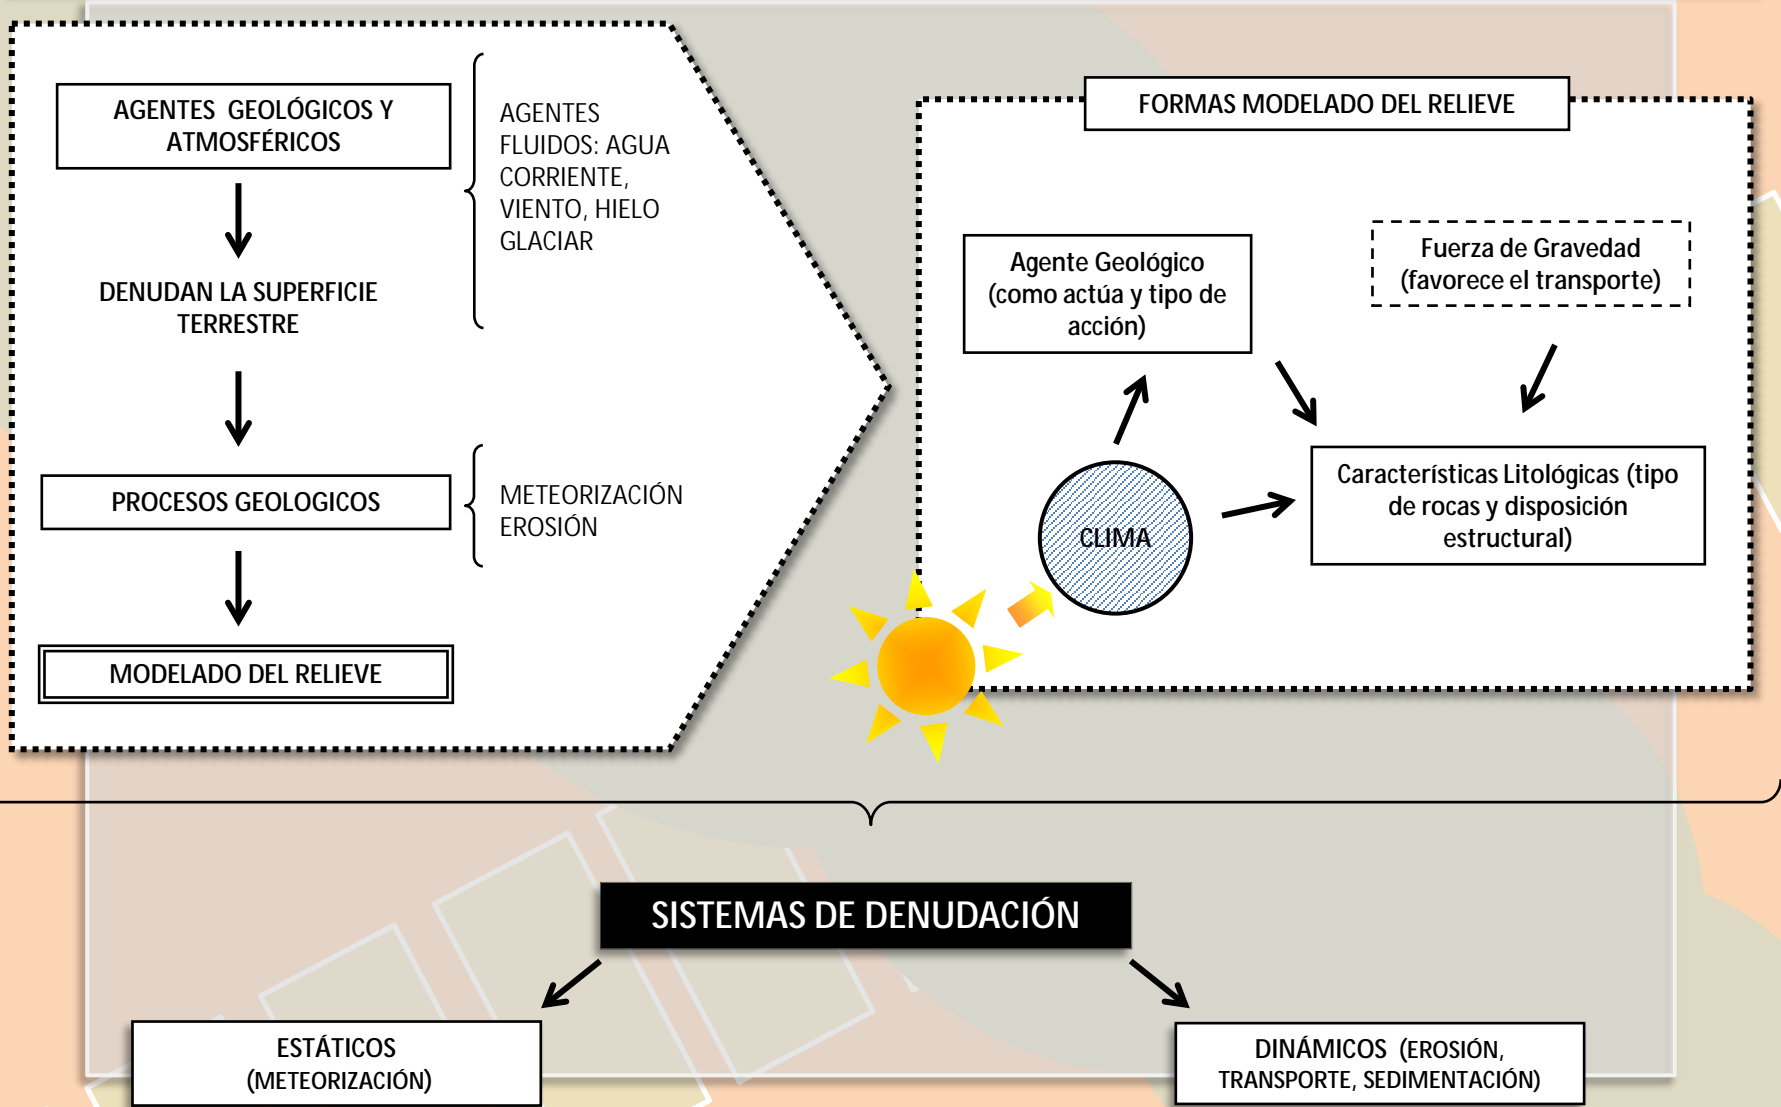 AGENTES GEOLÓGICOS Y
ATMOSFÉRICOS
AGENTES
FLUIDOS: AGUA
CORRIENTE,
VIENTO, HIELO
GLACIAR
DENUDAN LA SUPERFICIE
TERRESTRE
PROCESOS GEOLOGICOS
METEORIZACIÓN
EROSIÓN
MODELADO DEL RELIEVE
FORMAS MODELADO DEL RELIEVE
Agente Geológico
(como actúa y tipo de
acción)
Fuerza de Gravedad
(favorece el transporte)
CLIMA
Características Litológicas (tipo
de rocas y disposición
estructural)
SISTEMAS DE DENUDACIÓN
ESTÁTICOS
(METEORIZACIÓN)
DINÁMICOS (EROSIÓN,
TRANSPORTE, SEDIMENTACIÓN)